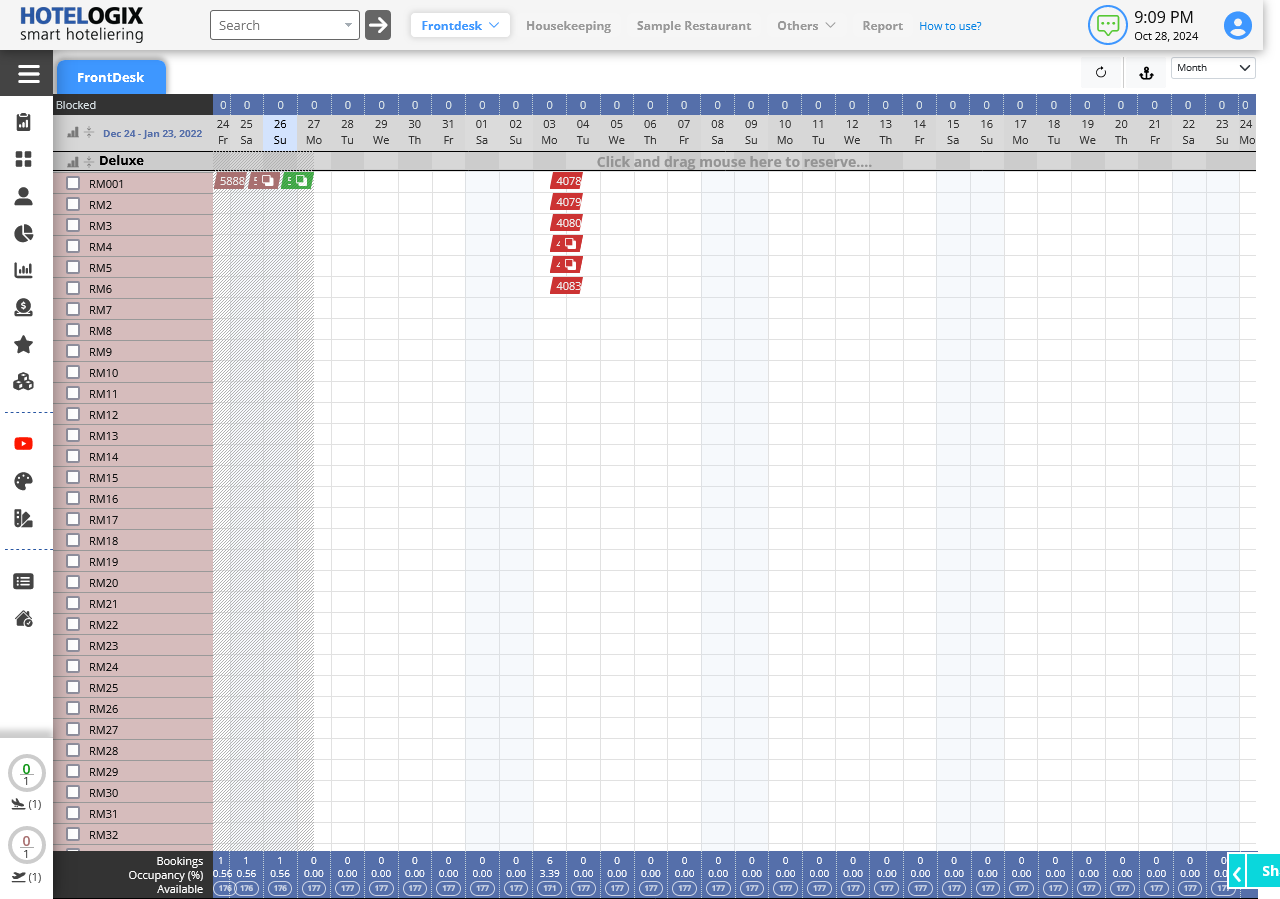 HOTELOGIX
smart hoteliering
Search
Frontdesk
Housekeeping
Sample Restaurant
Others
Report
How to use?
9:09 PM
Oct 28, 2024
FrontDesk
Month
Blocked 0 0 0 0 0 0 0 0 0 0 0 0 0 0 0 0 0 0 0 0 0 0 0 0 0 0 0 0 0 0 0 0
Dec 24 - Jan 23, 2022
24 25 26 27 28 29 30 31 01 02 03 04 05 06 07 08 09 10 11 12 13 14 15 16 17 18 19 20 21 22 23 24
Fr Sa Su Mo Tu We Th Fr Sa Su Mo Tu We Th Fr Sa Su Mo Tu We Th Fr Sa Su Mo Tu We Th Fr Sa Su Mo
Deluxe Click and drag mouse here to reserve....
RM001 5888 4078
RM2 4079
RM3 4080
RM4 4
RM5 4
RM6 4083
RM7
RM8
RM9
RM10
RM11
RM12
RM13
RM14
RM15
RM16
RM17
RM18
RM19
RM20
RM21
RM22
RM23
RM24
RM25
RM26
RM27
RM28
RM29
RM30
RM31
RM32
0
1
(1)
0
1
(1)
Bookings 1 1 1 0 0 0 0 0 0 0 6 0 0 0 0 0 0 0 0 0 0 0 0 0 0 0 0 0 0 0 0
Occupancy (%) 0.56 0.56 0.56 0.00 0.00 0.00 0.00 0.00 0.00 0.00 3.39 0.00 0.00 0.00 0.00 0.00 0.00 0.00 0.00 0.00 0.00 0.00 0.00 0.00 0.00 0.00 0.00 0.00 0.00 0.00
Available 176 176 176 177 177 177 177 177 177 177 171 177 177 177 177 177 177 177 177 177 177 177 177 177 177 177 177 177 177 177
Sh